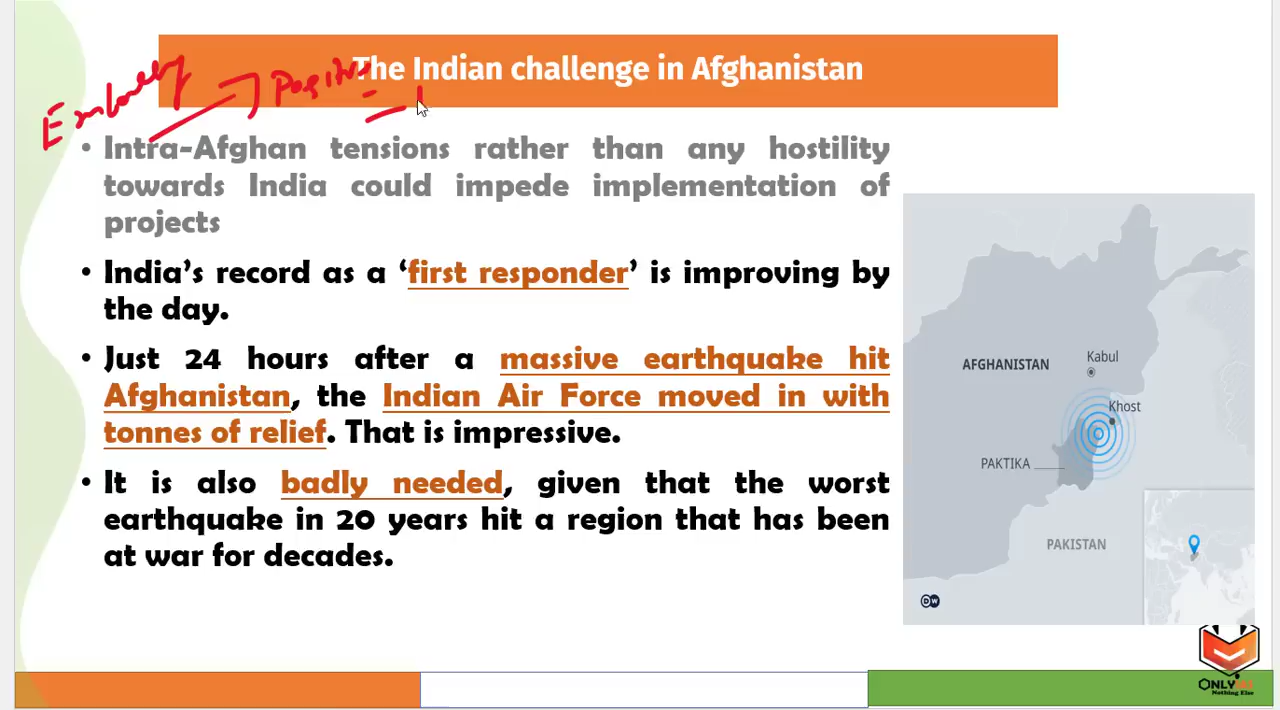 The Indian challenge in Afghanistan
Embassy → Positive
• Intra-Afghan tensions rather than any hostility
towards India could impede implementation of
projects
• India's record as a ‘first responder’ is improving by
the day.
• Just 24 hours after a massive earthquake hit
Afghanistan, the Indian Air Force moved in with
tonnes of relief. That is impressive.
• It is also badly needed, given that the worst
earthquake in 20 years hit a region that has been
at war for decades.
AFGHANISTAN
Kabul
Khost
PAKTIKA
PAKISTAN
DW
Nothing Else